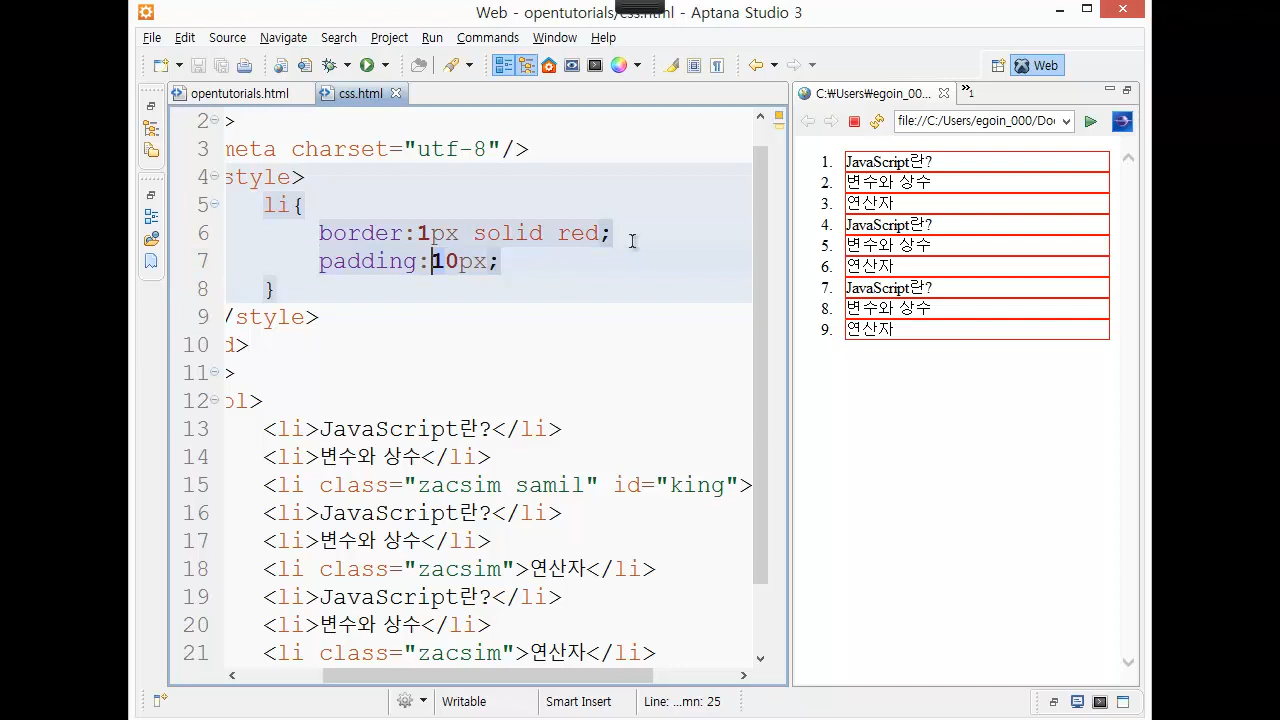 Web - opentutorials/css.html - Aptana Studio 3
File Edit Source Navigate Search Project Run Commands Window Help
Web
opentutorials.html
css.html
C:₩Users₩egoin_00...
»1
file://C:/Users/egoin_000/Do
2 >
3 meta charset="utf-8"/>
4 style>
5 li{
6 border:1px solid red;
7 padding:10px;
8 }
9 /style>
10 d>
11 >
12 ol>
13 <li>JavaScript란?</li>
14 <li>변수와 상수</li>
15 <li class="zacsim samil" id="king">
16 <li>JavaScript란?</li>
17 <li>변수와 상수</li>
18 <li class="zacsim">연산자</li>
19 <li>JavaScript란?</li>
20 <li>변수와 상수</li>
21 <li class="zacsim">연산자</li>
1. JavaScript란?
2. 변수와 상수
3. 연산자
4. JavaScript란?
5. 변수와 상수
6. 연산자
7. JavaScript란?
8. 변수와 상수
9. 연산자
Writable
Smart Insert
Line: ...mn: 25